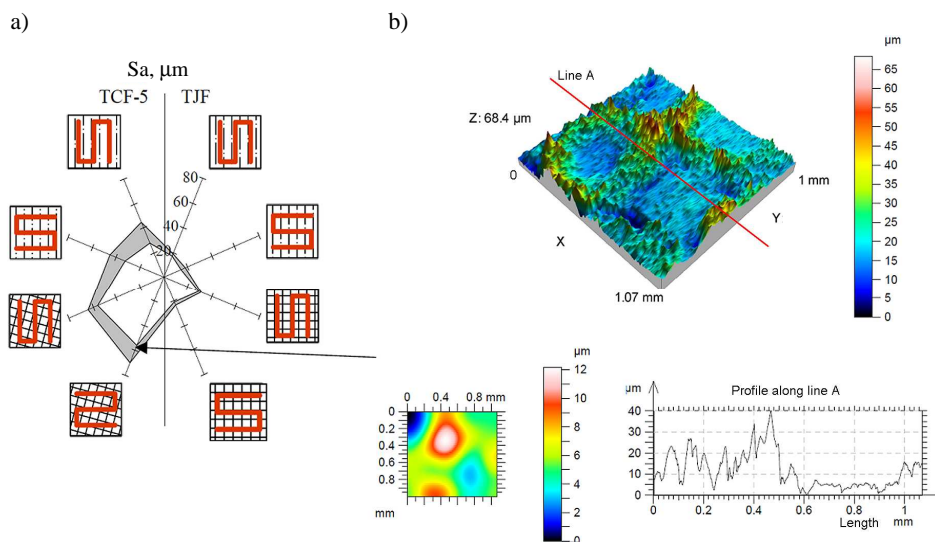 a)
Sa, µm
TCF-5 TJF
80
60
40
20
b)
Line A
Z: 68.4 µm
0
X
1.07 mm
Y
1 mm
µm
65
60
55
50
45
40
35
30
25
20
15
10
5
0
0 0.4 0.8 mm
0
0.2
0.4
0.6
0.8
mm
µm
12
10
8
6
4
2
0
µm
Profile along line A
40
30
20
10
0
0 0.2 0.4 0.6 0.8 1 mm
Length